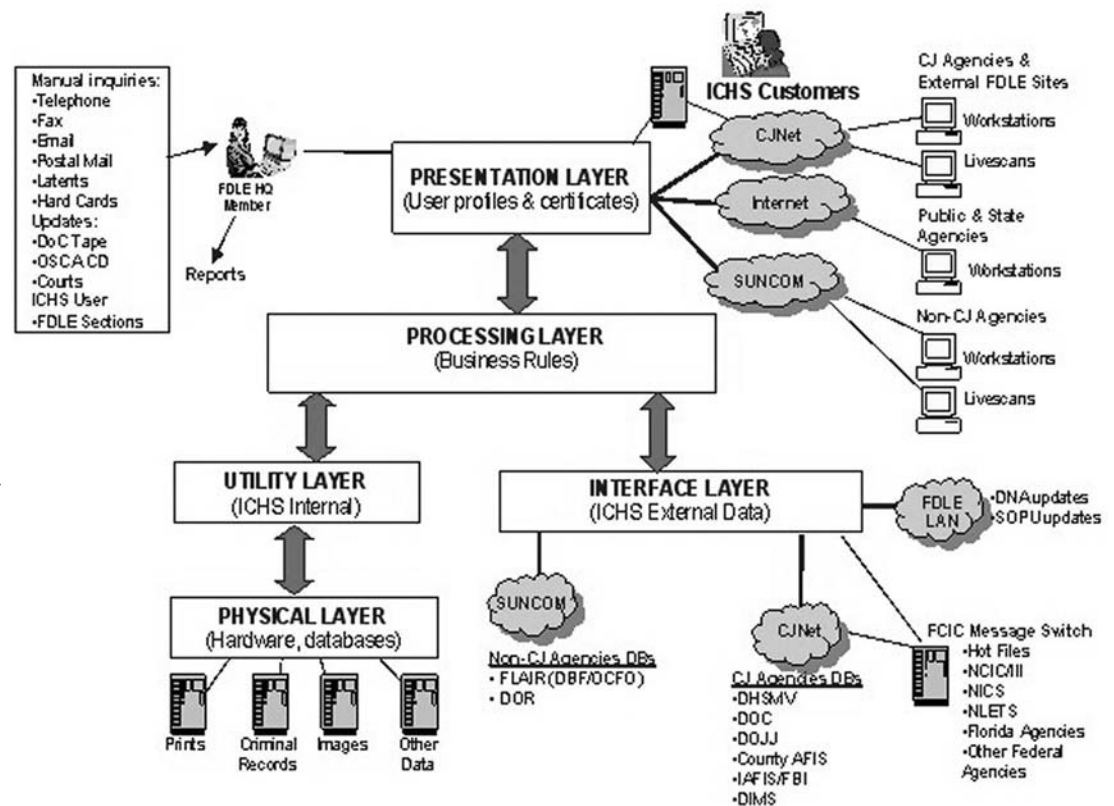 Manual inquiries:
•Telephone
•Fax
•Email
•Postal Mail
•Latents
•Hard Cards
Updates:
•DoC Tape
•OSCA CD
•Courts
ICHS User
•FDLE Sections
FDLE HQ
Member
Reports
PRESENTATION LAYER
(User profiles & certificates)
ICHS Customers
CJNet
Internet
SUNCOM
CJ Agencies &
External FDLE Sites
Workstations
Livescans
Public & State
Agencies
Workstations
Non-CJ Agencies
Workstations
Livescans
PROCESSING LAYER
(Business Rules)
UTILITY LAYER
(ICHS Internal)
INTERFACE LAYER
(ICHS External Data)
FDLE
LAN
•DNA updates
•SOPU updates
PHYSICAL LAYER
(Hardware, databases)
Prints
Criminal
Records
Images
Other
Data
SUNCOM
Non-CJ Agencies DBs
• FLAIR (DBF/OCFO)
• DOR
CJNet
CJ Agencies DBs
•DHSMV
•DOC
•DOJJ
•County AFIS
•IAFIS/FBI
•DIMS
FCIC Message Switch
•Hot Files
•NCIC/III
•NICS
•NLETS
•Florida Agencies
•Other Federal
Agencies